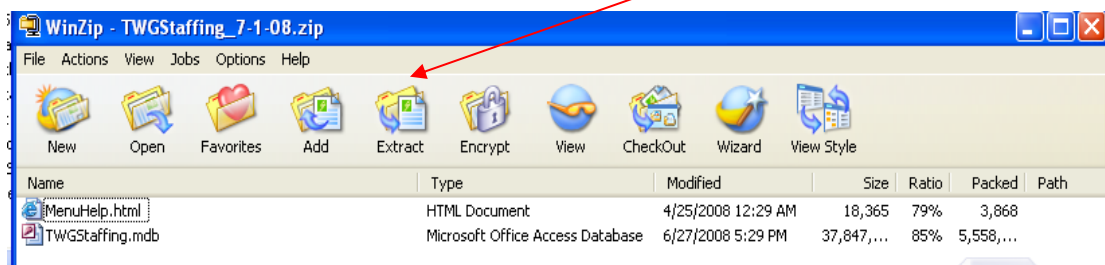 WinZip - TWGStaffing_7-1-08.zip
File Actions View Jobs Options Help
New Open Favorites Add Extract Encrypt View CheckOut Wizard View Style
Name Type Modified Size Ratio Packed Path
MenuHelp.html HTML Document 4/25/2008 12:29 AM 18,365 79% 3,868
TWGStaffing.mdb Microsoft Office Access Database 6/27/2008 5:29 PM 37,847,... 85% 5,558,...